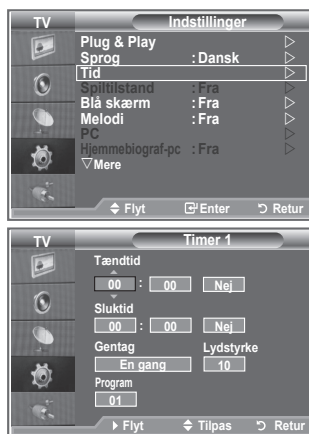 TV Indstillinger
Plug & Play
Sprog : Dansk
Tid
Spiltilstand : Fra
Blå skærm : Fra
Melodi : Fra
PC
Hjemmebiograf-pc : Fra
Mere
Flyt Enter Retur
TV Timer 1
Tændtid
00 : 00 Nej
Sluktid
00 : 00 Nej
Gentag Lydstyrke
En gang 10
Program
01
Flyt Tilpas Retur